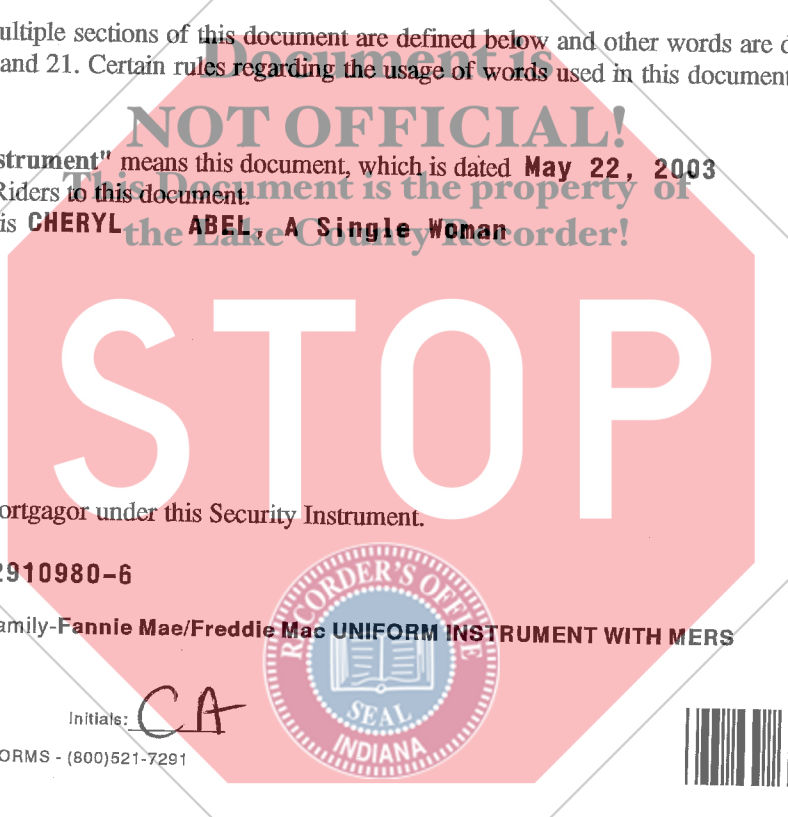 ultiple sections of this document are defined below and other words are d
and 21. Certain rules regarding the usage of words used in this document
Document is
NOT OFFICIAL!
strument" means this document, which is dated May 22, 2003
Riders to this document.
This Document is the property of
is CHERYL ABEL, A Single Woman
the Lake County Recorder!
STOP
ortgagor under this Security Instrument.
2910980-6
amily-Fannie Mae/Freddie Mac UNIFORM INSTRUMENT WITH MERS
RECORDER'S OFFICE
SEAL
INDIANA
Initials: CA
ORMS - (800)521-7291